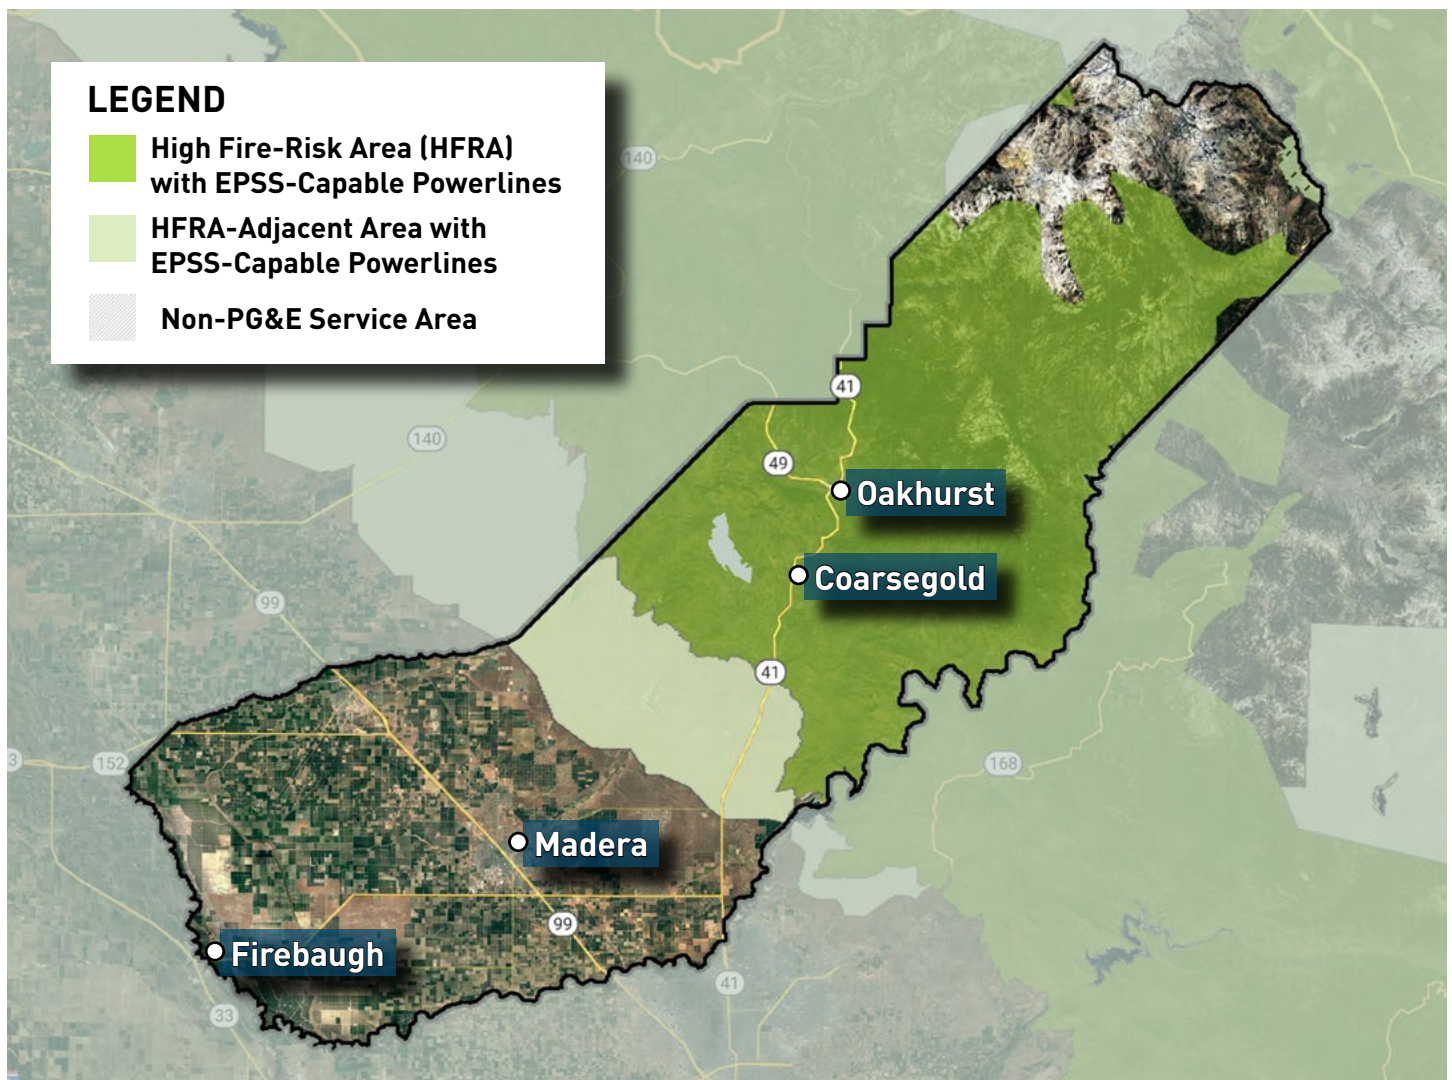 LEGEND
High Fire-Risk Area (HFRA)
with EPSS-Capable Powerlines
HFRA-Adjacent Area with
EPSS-Capable Powerlines
Non-PG&E Service Area
140
41
140
49
Oakhurst
Coarsegold
99
41
3
152
168
Madera
99
Firebaugh
41
33